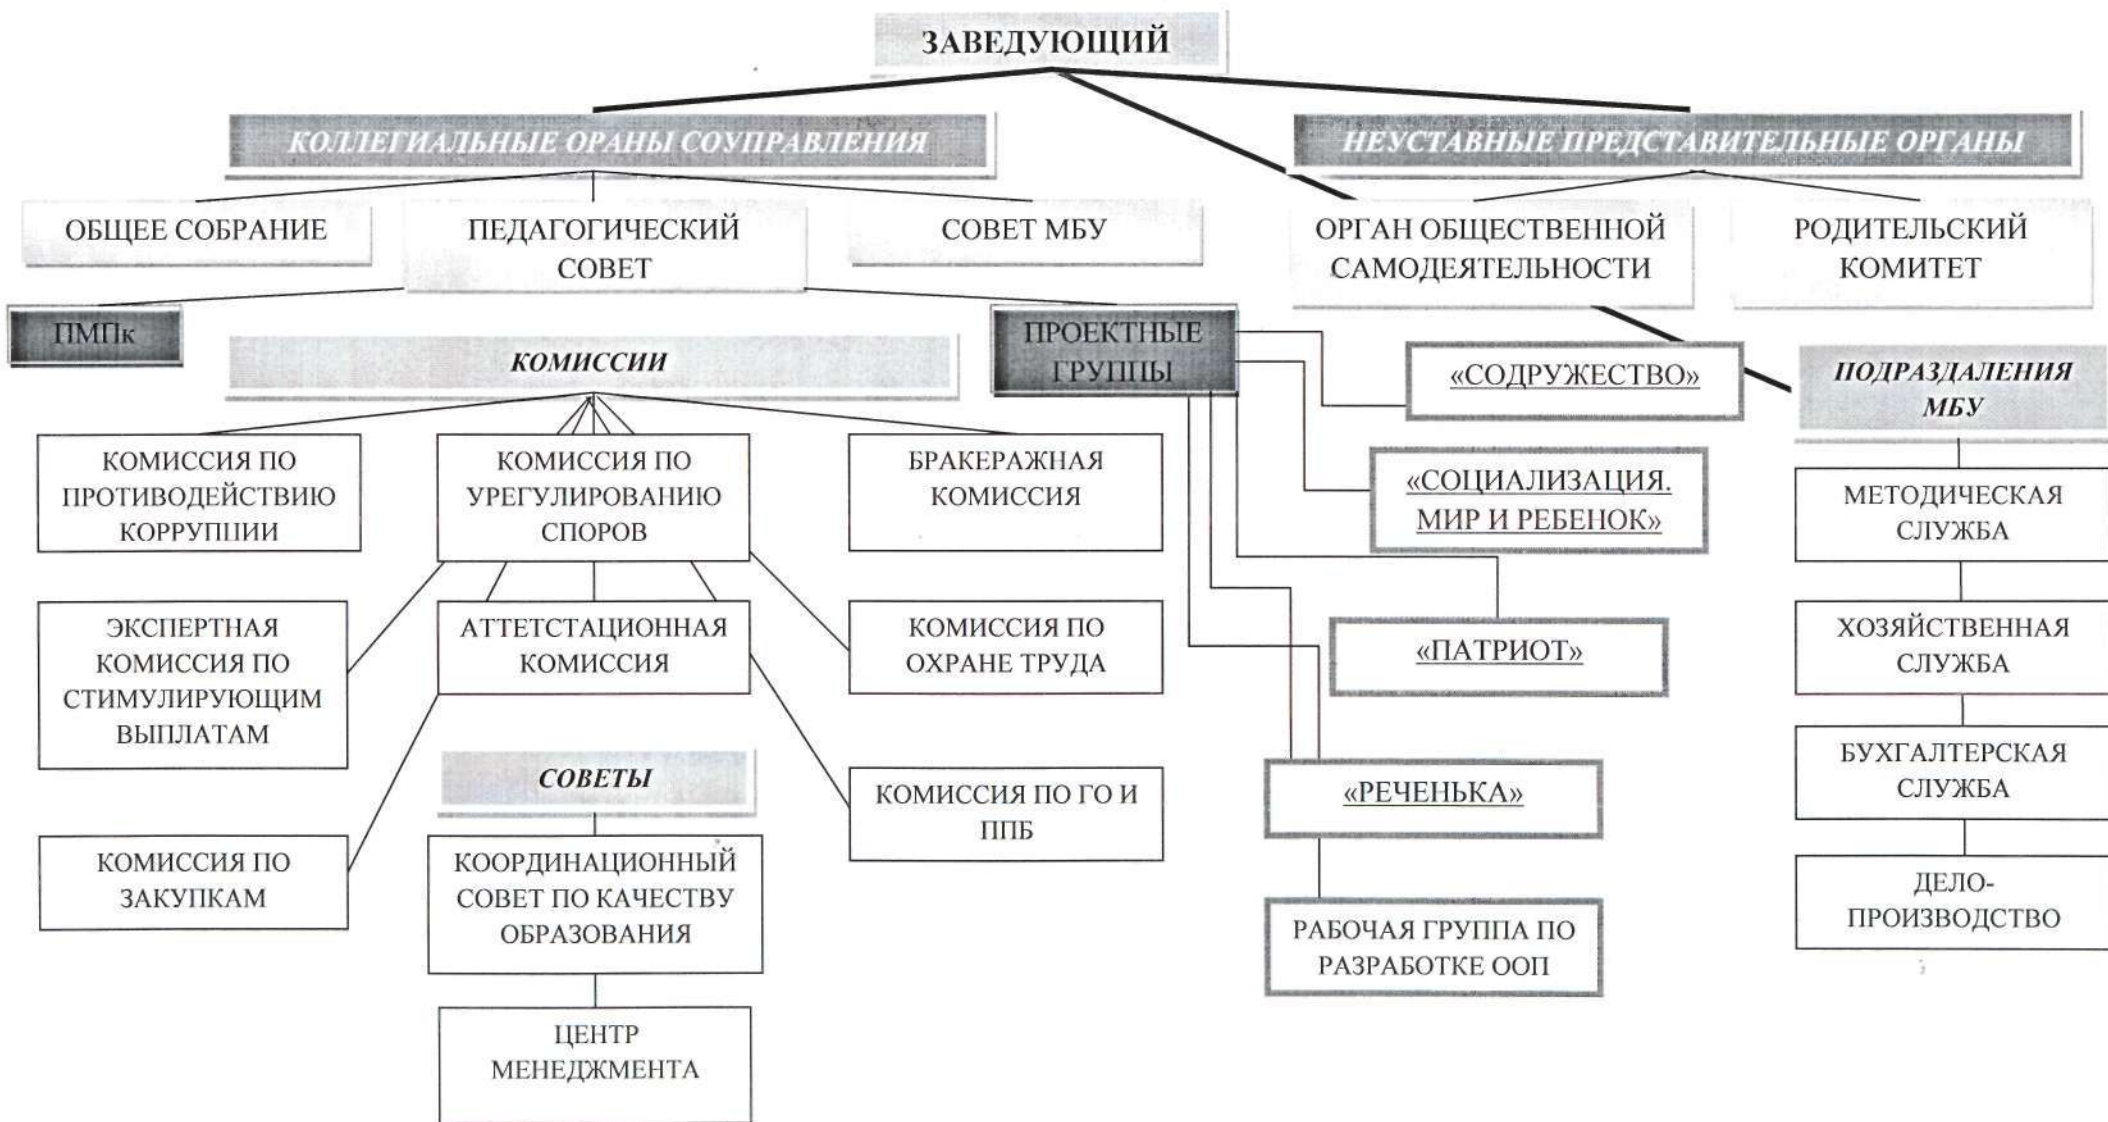 ЗАВЕДУЮЩИЙ
КОЛЛЕГИАЛЬНЫЕ ОРАНЫ СОУПРАВЛЕНИЯ
НЕУСТАВНЫЕ ПРЕДСТАВИТЕЛЬНЫЕ ОРГАНЫ
ОБЩЕЕ СОБРАНИЕ
ПЕДАГОГИЧЕСКИЙ
СОВЕТ
СОВЕТ МБУ
ОРГАН ОБЩЕСТВЕННОЙ
САМОДЕЯТЕЛЬНОСТИ
РОДИТЕЛЬСКИЙ
КОМИТЕТ
ПМПк
КОМИССИИ
ПРОЕКТНЫЕ
ГРУППЫ
«СОДРУЖЕСТВО»
ПОДРАЗДАЛЕНИЯ
МБУ
КОМИССИЯ ПО
ПРОТИВОДЕЙСТВИЮ
КОРРУПЦИИ
КОМИССИЯ ПО
УРЕГУЛИРОВАНИЮ
СПОРОВ
БРАКЕРАЖНАЯ
КОМИССИЯ
«СОЦИАЛИЗАЦИЯ.
МИР И РЕБЕНОК»
МЕТОДИЧЕСКАЯ
СЛУЖБА
ЭКСПЕРТНАЯ
КОМИССИЯ ПО
СТИМУЛИРУЮЩИМ
ВЫПЛАТАМ
АТТЕТСТАЦИОННАЯ
КОМИССИЯ
КОМИССИЯ ПО
ОХРАНЕ ТРУДА
«ПАТРИОТ»
ХОЗЯЙСТВЕННАЯ
СЛУЖБА
СОВЕТЫ
КОМИССИЯ ПО ГО И
ППБ
«РЕЧЕНЬКА»
БУХГАЛТЕРСКАЯ
СЛУЖБА
КОМИССИЯ ПО
ЗАКУПКАМ
КООРДИНАЦИОННЫЙ
СОВЕТ ПО КАЧЕСТВУ
ОБРАЗОВАНИЯ
РАБОЧАЯ ГРУППА ПО
РАЗРАБОТКЕ ООП
ДЕЛО-
ПРОИЗВОДСТВО
ЦЕНТР
МЕНЕДЖМЕНТА